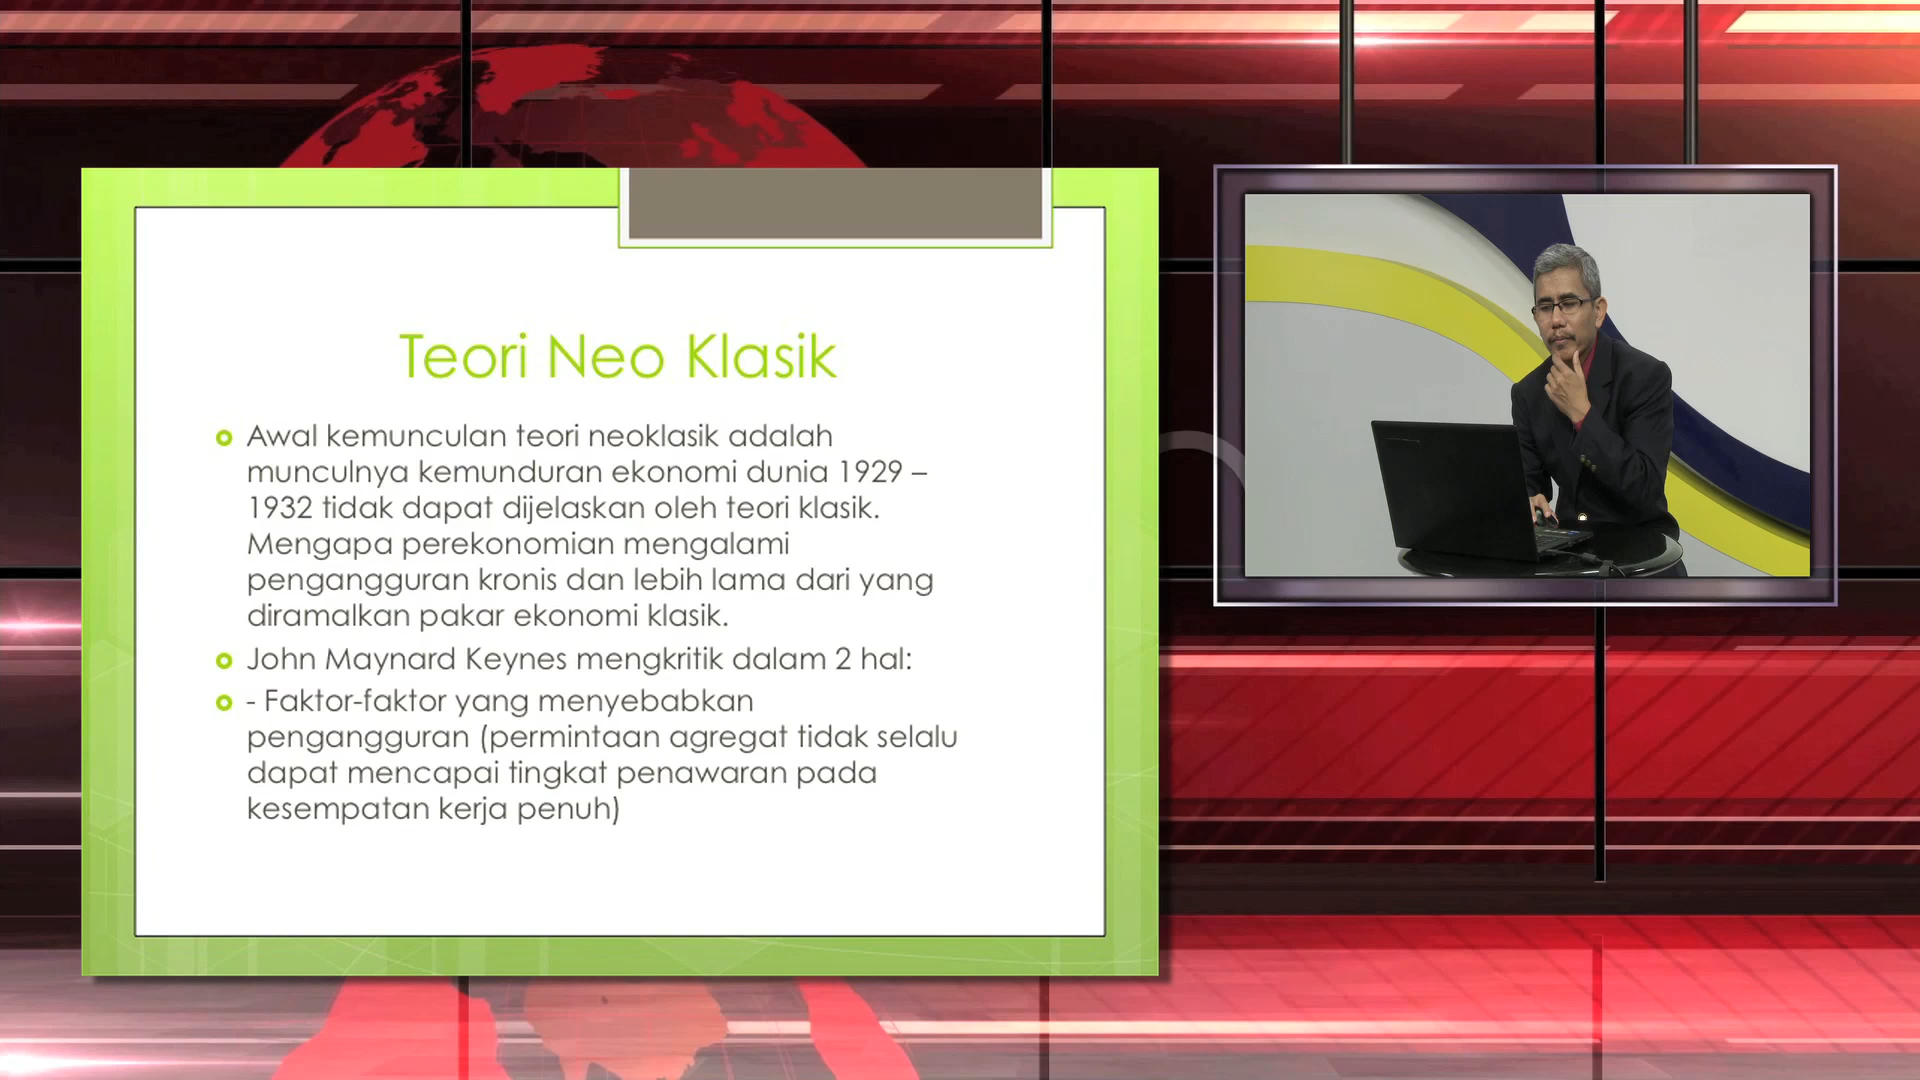 Teori Neo Klasik
Awal kemunculan teori neoklasik adalah
munculnya kemunduran ekonomi dunia 1929 –
1932 tidak dapat dijelaskan oleh teori klasik.
Mengapa perekonomian mengalami
pengangguran kronis dan lebih lama dari yang
diramalkan pakar ekonomi klasik.
John Maynard Keynes mengkritik dalam 2 hal:
- Faktor-faktor yang menyebabkan
pengangguran (permintaan agregat tidak selalu
dapat mencapai tingkat penawaran pada
kesempatan kerja penuh)